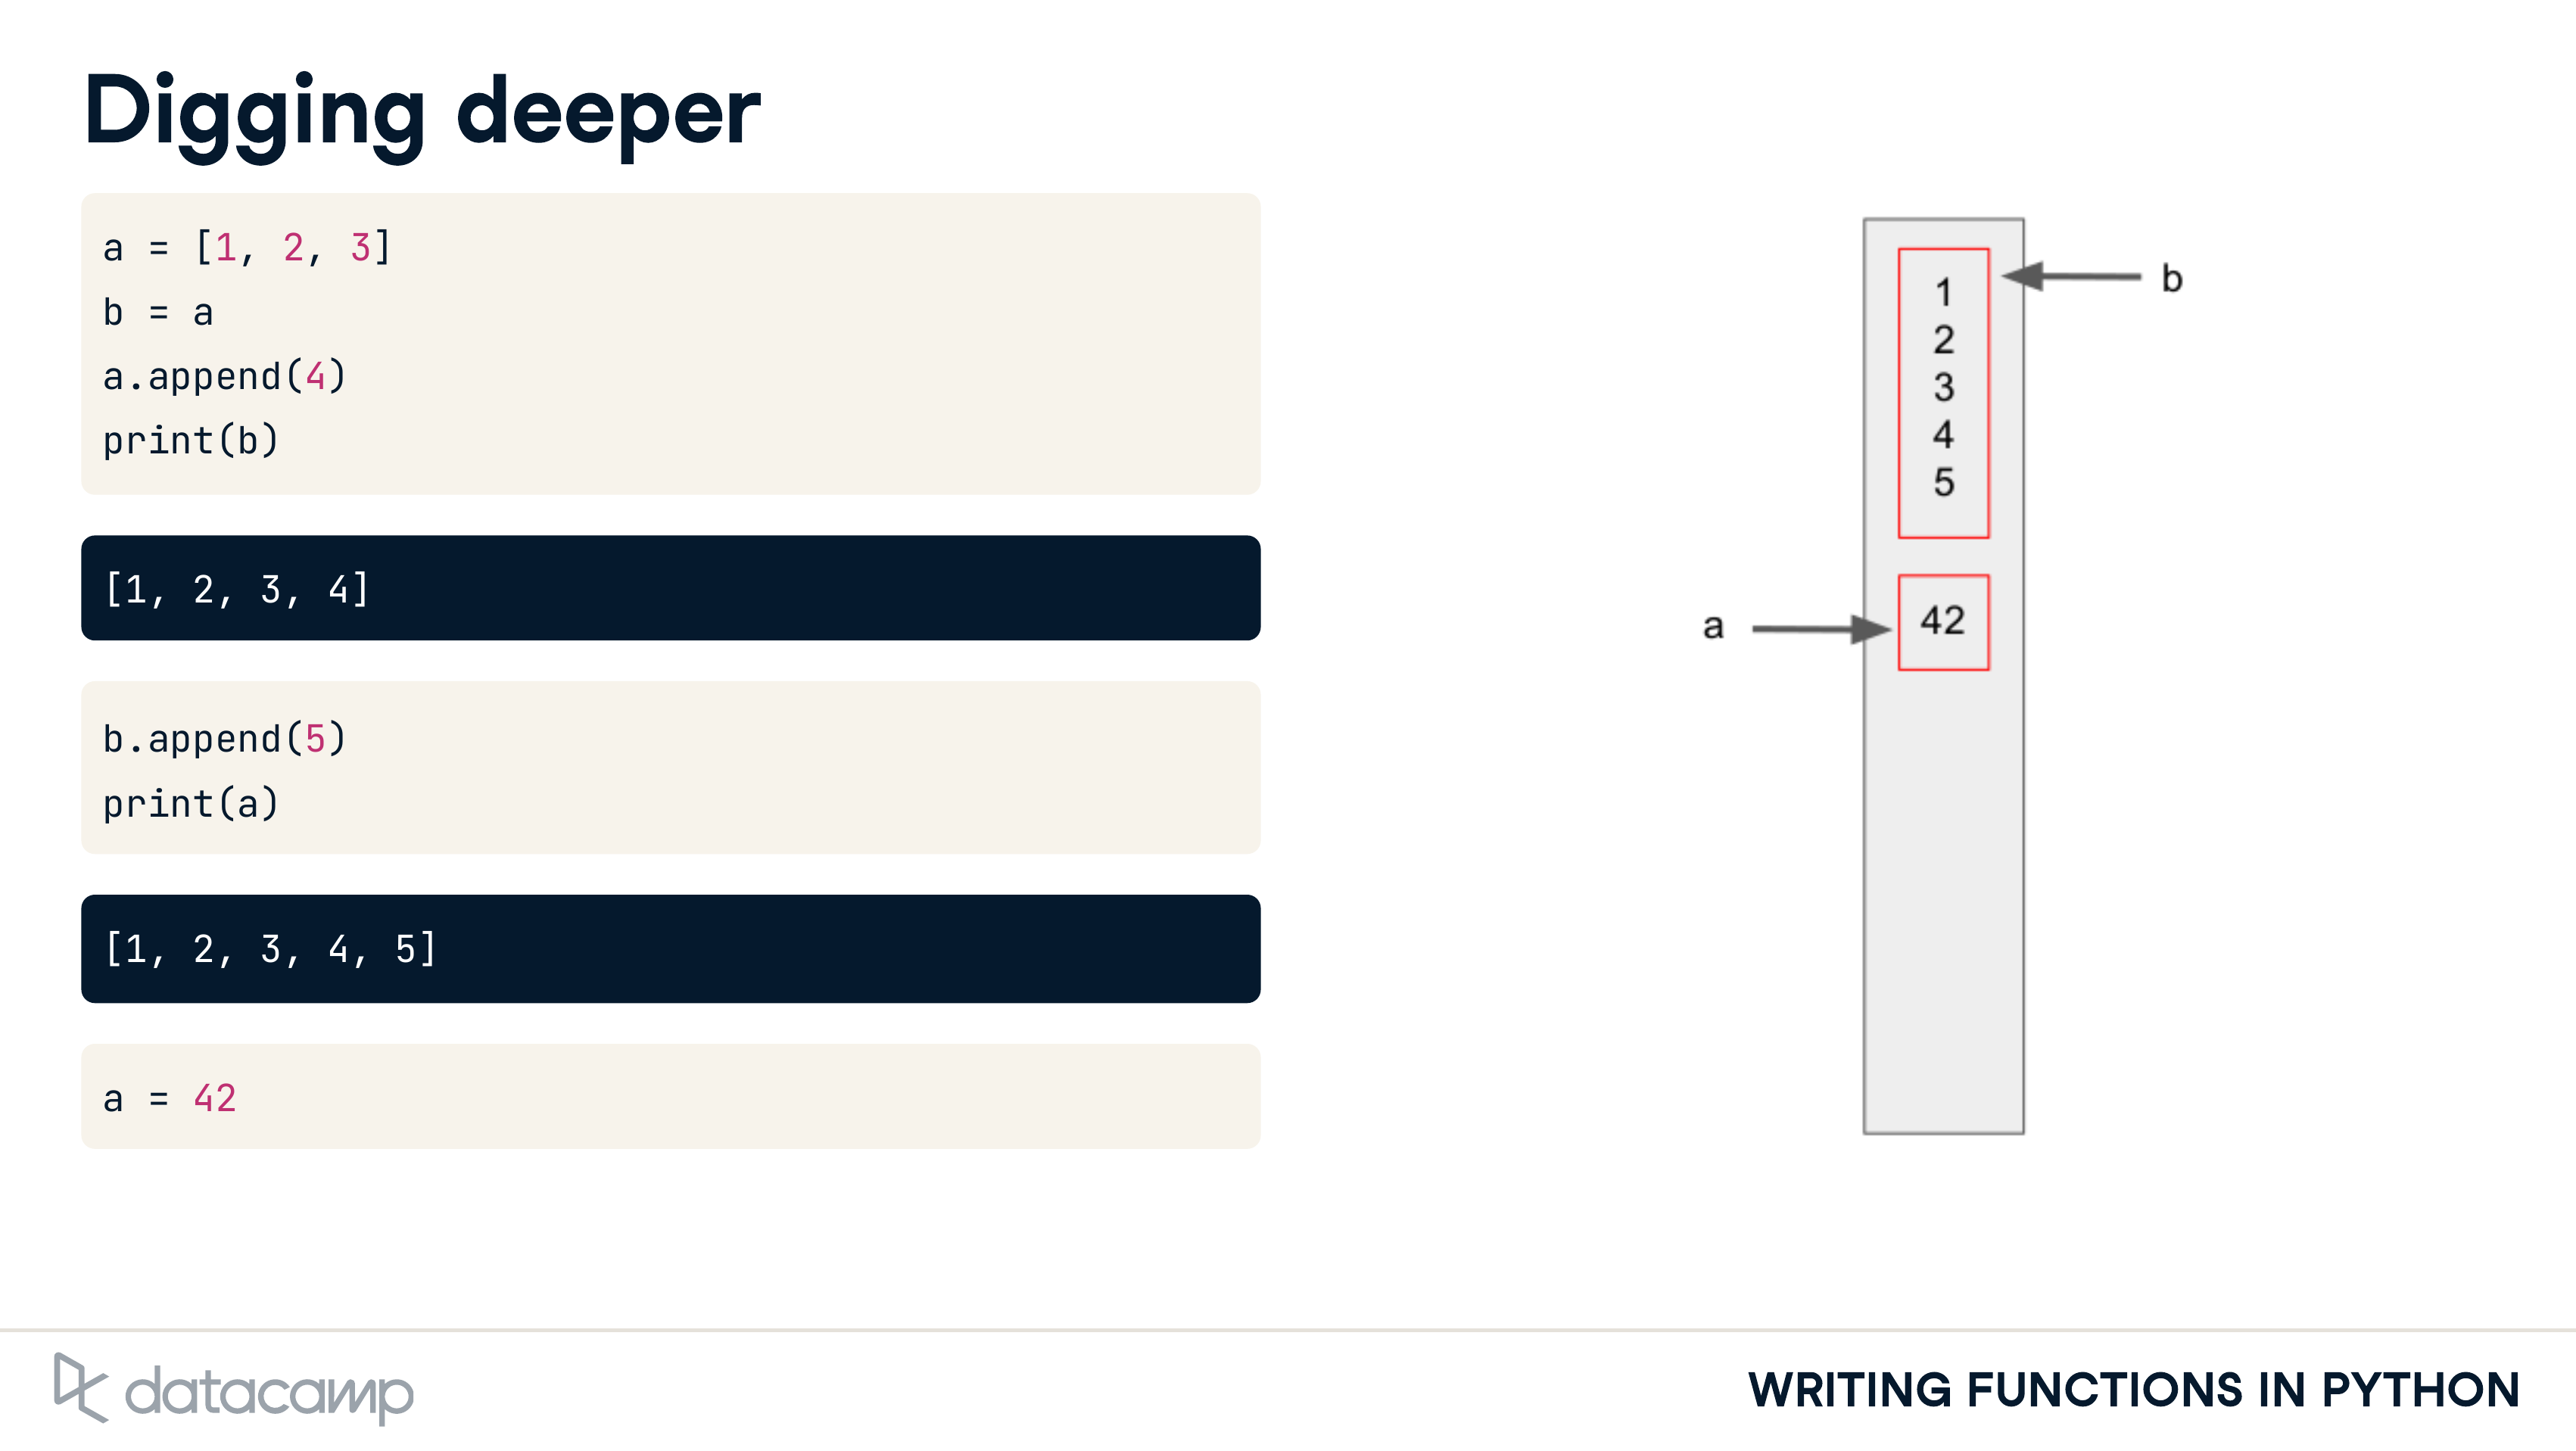 Digging deeper
a = [1, 2, 3]
b = a
a.append(4)
print(b)
[1, 2, 3, 4]
b.append(5)
print(a)
[1, 2, 3, 4, 5]
a = 42
1
2
3
4
5
b
a
42
datacamp
WRITING FUNCTIONS IN PYTHON